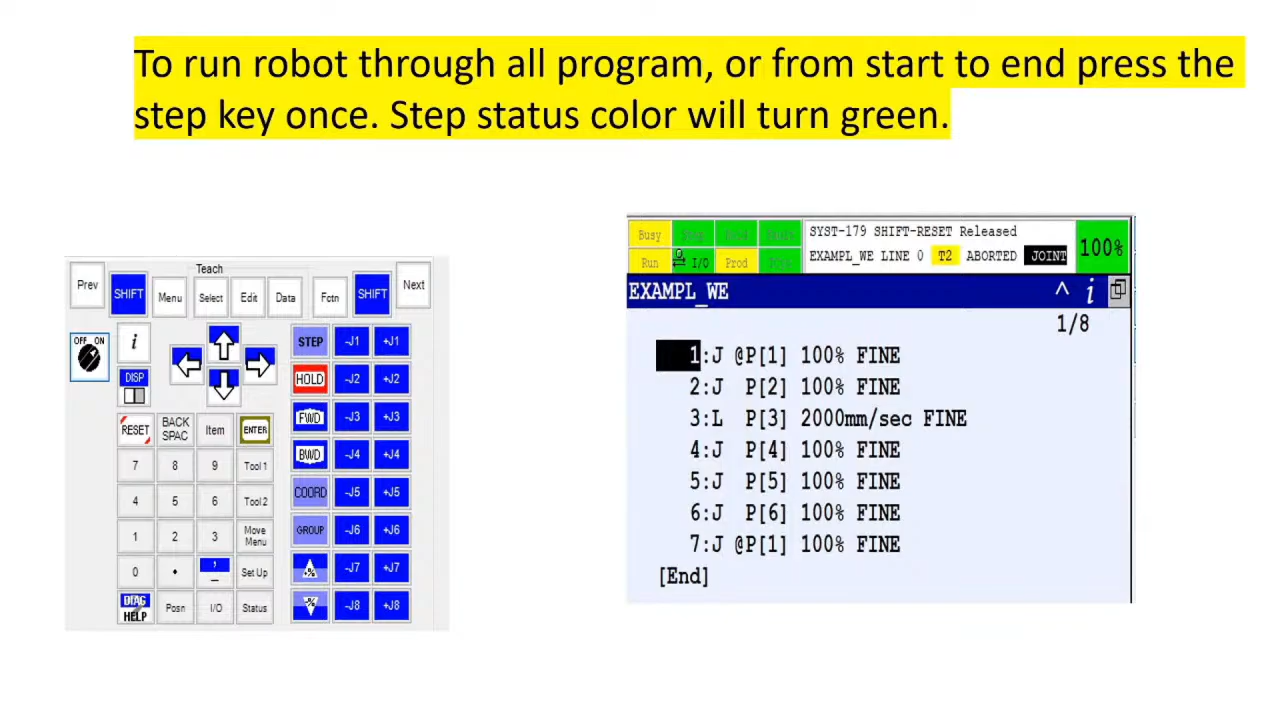 To run robot through all program, or from start to end press the
step key once. Step status color will turn green.
Teach
Prev
SHIFT
Menu
Select
Edit
Data
Fctn
SHIFT
Next
OFF ON
i
DISP
STEP
-J1
+J1
HOLD
-J2
+J2
FWD
-J3
+J3
BWD
-J4
+J4
COORD
-J5
+J5
GROUP
-J6
+J6
%
-J7
+J7
%
-J8
+J8
RESET
BACK
SPAC
Item
ENTER
7
8
9
Tool 1
4
5
6
Tool 2
1
2
3
Move
Menu
0
.
,
_
Set Up
DIAG
HELP
Posn
I/O
Status
Busy
Run
I/O
Prod
SYST-179 SHIFT-RESET Released
EXAMPL_WE LINE 0 T2 ABORTED JOINT
100%
EXAMPL_WE
^
i
1/8
1:J @P[1] 100% FINE
2:J P[2] 100% FINE
3:L P[3] 2000mm/sec FINE
4:J P[4] 100% FINE
5:J P[5] 100% FINE
6:J P[6] 100% FINE
7:J @P[1] 100% FINE
[End]